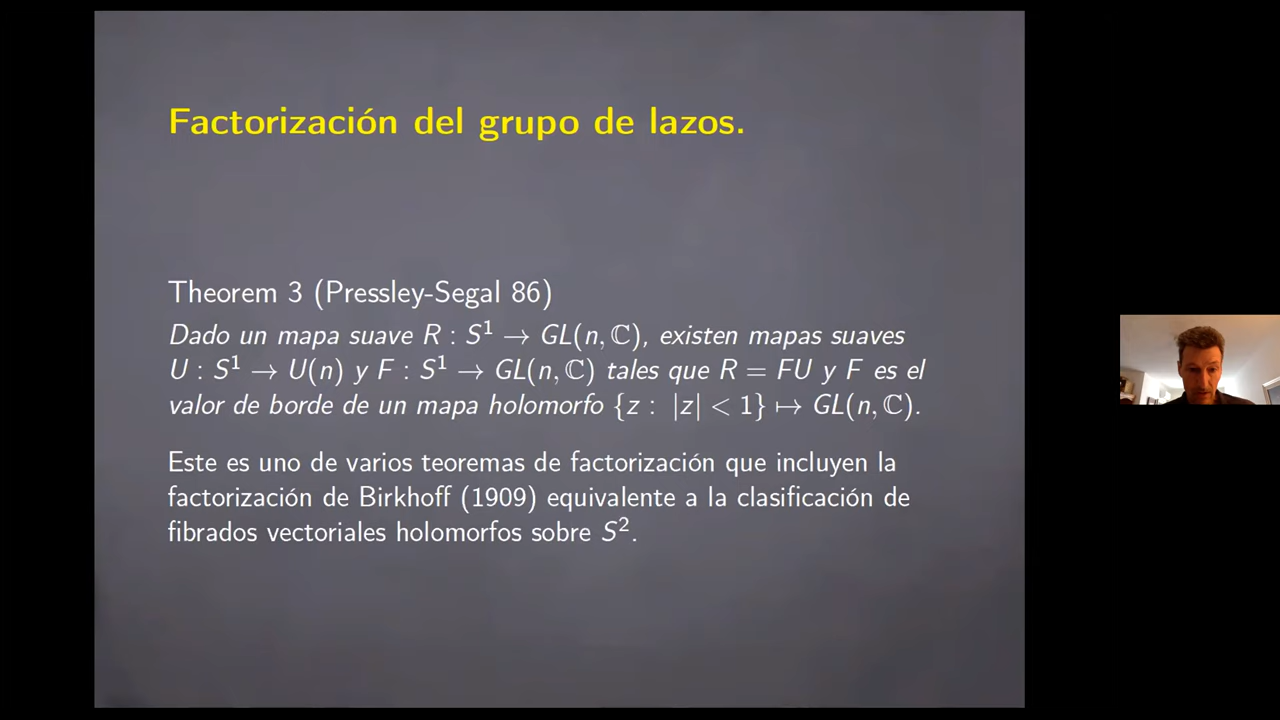 Factorización del grupo de lazos.
Theorem 3 (Pressley-Segal 86)
Dado un mapa suave R : S¹ → GL(n, ℂ), existen mapas suaves
U : S¹ → U(n) y F : S¹ → GL(n, ℂ) tales que R = FU y F es el
valor de borde de un mapa holomorfo {z : |z| < 1} ↦ GL(n, ℂ).
Este es uno de varios teoremas de factorización que incluyen la
factorización de Birkhoff (1909) equivalente a la clasificación de
fibrados vectoriales holomorfos sobre S².